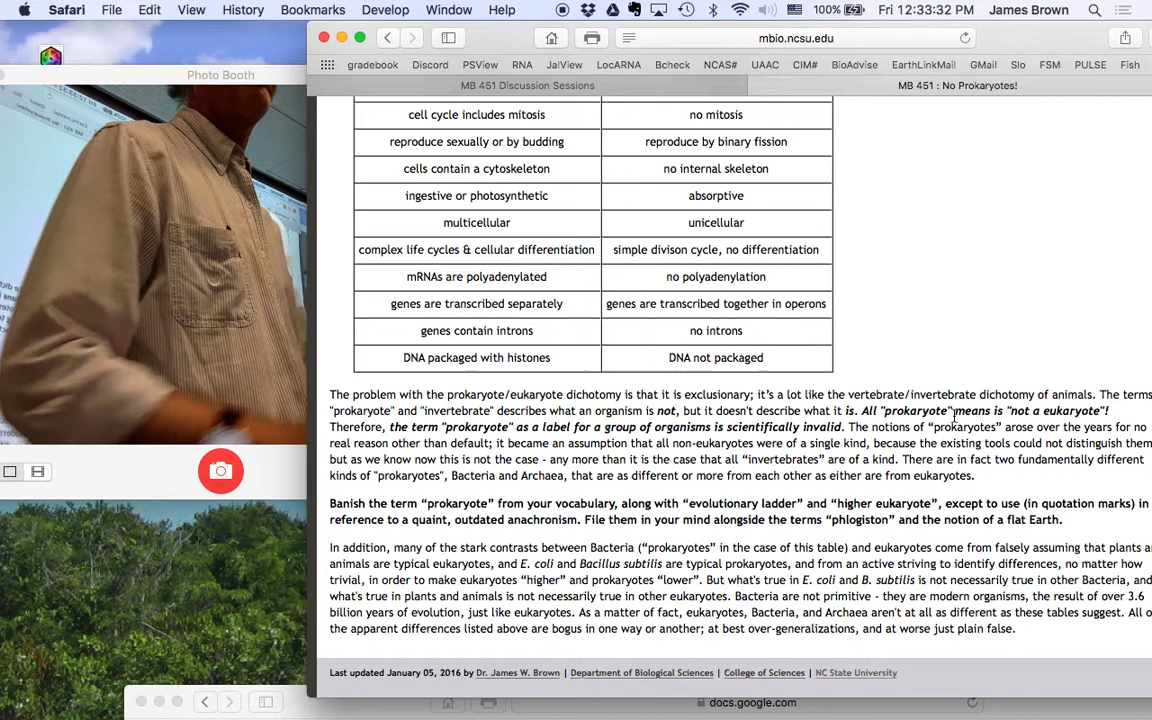 Safari File Edit View History Bookmarks Develop Window Help 100% Fri 12:33:32 PM James Brown
Photo Booth
mbio.ncsu.edu
gradebook Discord PSView RNA JalView LocARNA Bcheck NCAS# UAAC CIM# BioAdvise EarthLinkMail GMail Slo FSM PULSE Fish
MB 451 Discussion Sessions MB 451 : No Prokaryotes!
cell cycle includes mitosis no mitosis
reproduce sexually or by budding reproduce by binary fission
cells contain a cytoskeleton no internal skeleton
ingestive or photosynthetic absorptive
multicellular unicellular
complex life cycles & cellular differentiation simple divison cycle, no differentiation
mRNAs are polyadenylated no polyadenylation
genes are transcribed separately genes are transcribed together in operons
genes contain introns no introns
DNA packaged with histones DNA not packaged
The problem with the prokaryote/eukaryote dichotomy is that it is exclusionary; it's a lot like the vertebrate/invertebrate dichotomy of animals. The terms
"prokaryote" and "invertebrate" describes what an organism is not, but it doesn't describe what it is. All "prokaryote" means is "not a eukaryote"!
Therefore, the term "prokaryote" as a label for a group of organisms is scientifically invalid. The notions of “prokaryotes” arose over the years for no
real reason other than default; it became an assumption that all non-eukaryotes were of a single kind, because the existing tools could not distinguish them
but as we know now this is not the case - any more than it is the case that all “invertebrates” are of a kind. There are in fact two fundamentally different
kinds of "prokaryotes", Bacteria and Archaea, that are as different or more from each other as either are from eukaryotes.
Banish the term “prokaryote” from your vocabulary, along with “evolutionary ladder” and “higher eukaryote”, except to use (in quotation marks) in
reference to a quaint, outdated anachronism. File them in your mind alongside the terms “phlogiston” and the notion of a flat Earth.
In addition, many of the stark contrasts between Bacteria (“prokaryotes” in the case of this table) and eukaryotes come from falsely assuming that plants
animals are typical eukaryotes, and E. coli and Bacillus subtilis are typical prokaryotes, and from an active striving to identify differences, no matter how
trivial, in order to make eukaryotes “higher” and prokaryotes “lower”. But what's true in E. coli and B. subtilis is not necessarily true in other Bacteria, and
what's true in plants and animals is not necessarily true in other eukaryotes. Bacteria are not primitive - they are modern organisms, the result of over 3.6
billion years of evolution, just like eukaryotes. As a matter of fact, eukaryotes, Bacteria, and Archaea aren't at all as different as these tables suggest. All
the apparent differences listed above are bogus in one way or another; at best over-generalizations, and at worse just plain false.
Last updated January 05, 2016 by Dr. James W. Brown | Department of Biological Sciences | College of Sciences | NC State University
docs.google.com